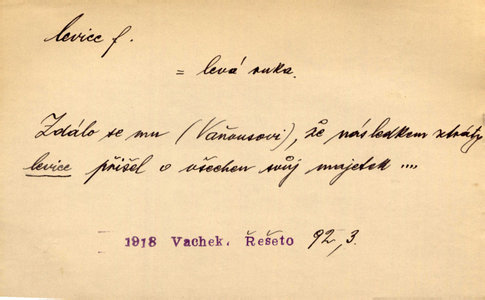 levice f.
= levá ruka.
Zdálo se mu (Vaňousovi), že následkem ztráty
levice přišel o všechen svůj majetek ....
1918 Vachek, Řešeto 92,3.